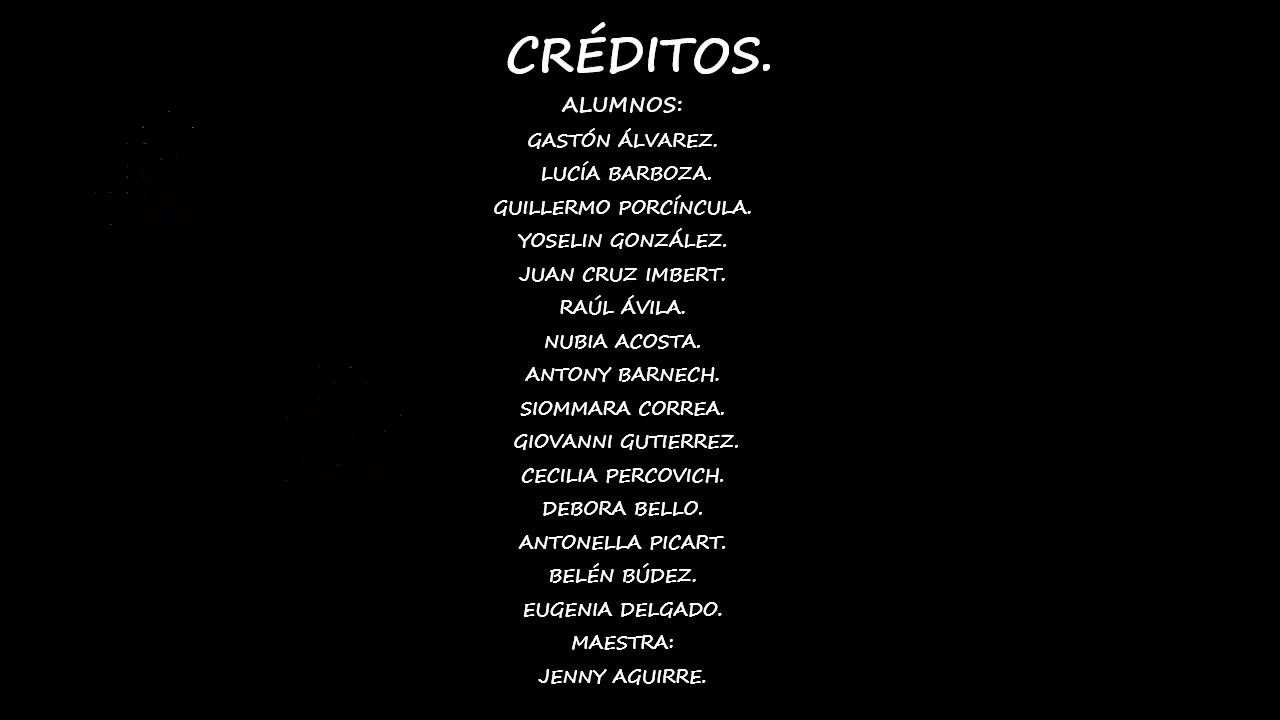 CRÉDITOS.
ALUMNOS:
GASTÓN ÁLVAREZ.
LUCÍA BARBOZA.
GUILLERMO PORCÍNCULA.
YOSELIN GONZÁLEZ.
JUAN CRUZ IMBERT.
RAÚL ÁVILA.
NUBIA ACOSTA.
ANTONY BARNECH.
SIOMMARA CORREA.
GIOVANNI GUTIERREZ.
CECILIA PERCOVICH.
DEBORA BELLO.
ANTONELLA PICART.
BELÉN BÚDEZ.
EUGENIA DELGADO.
MAESTRA:
JENNY AGUIRRE.